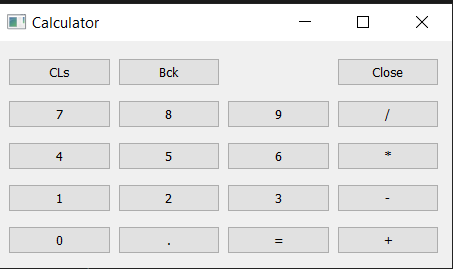 Calculator
CLs Bck Close
7 8 9 /
4 5 6 *
1 2 3 -
0 . = +